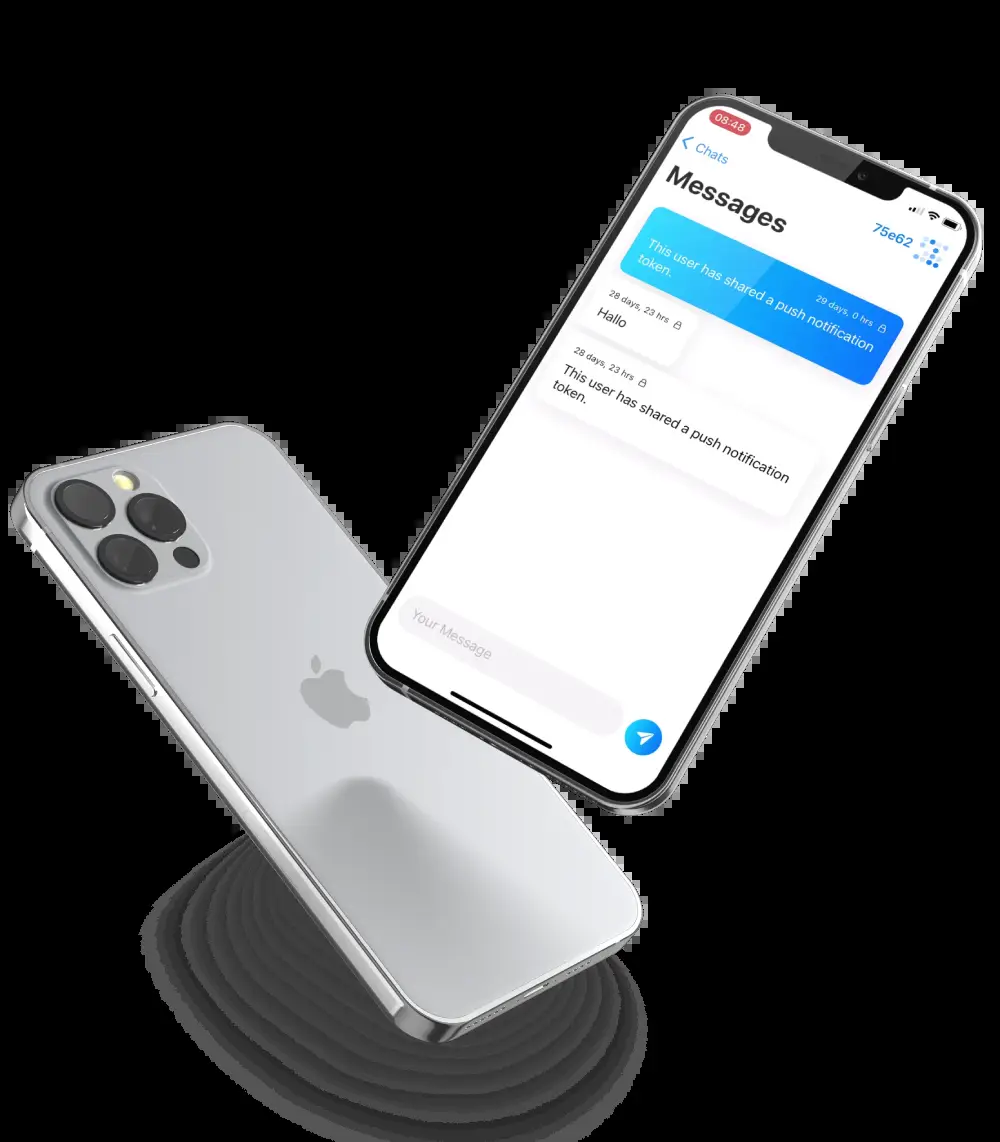 08:48
Chats
Messages
75e62
29 days, 0 hrs
This user has shared a push notification
token.
28 days, 23 hrs
Hallo
28 days, 23 hrs
This user has shared a push notification
token.
Your Message